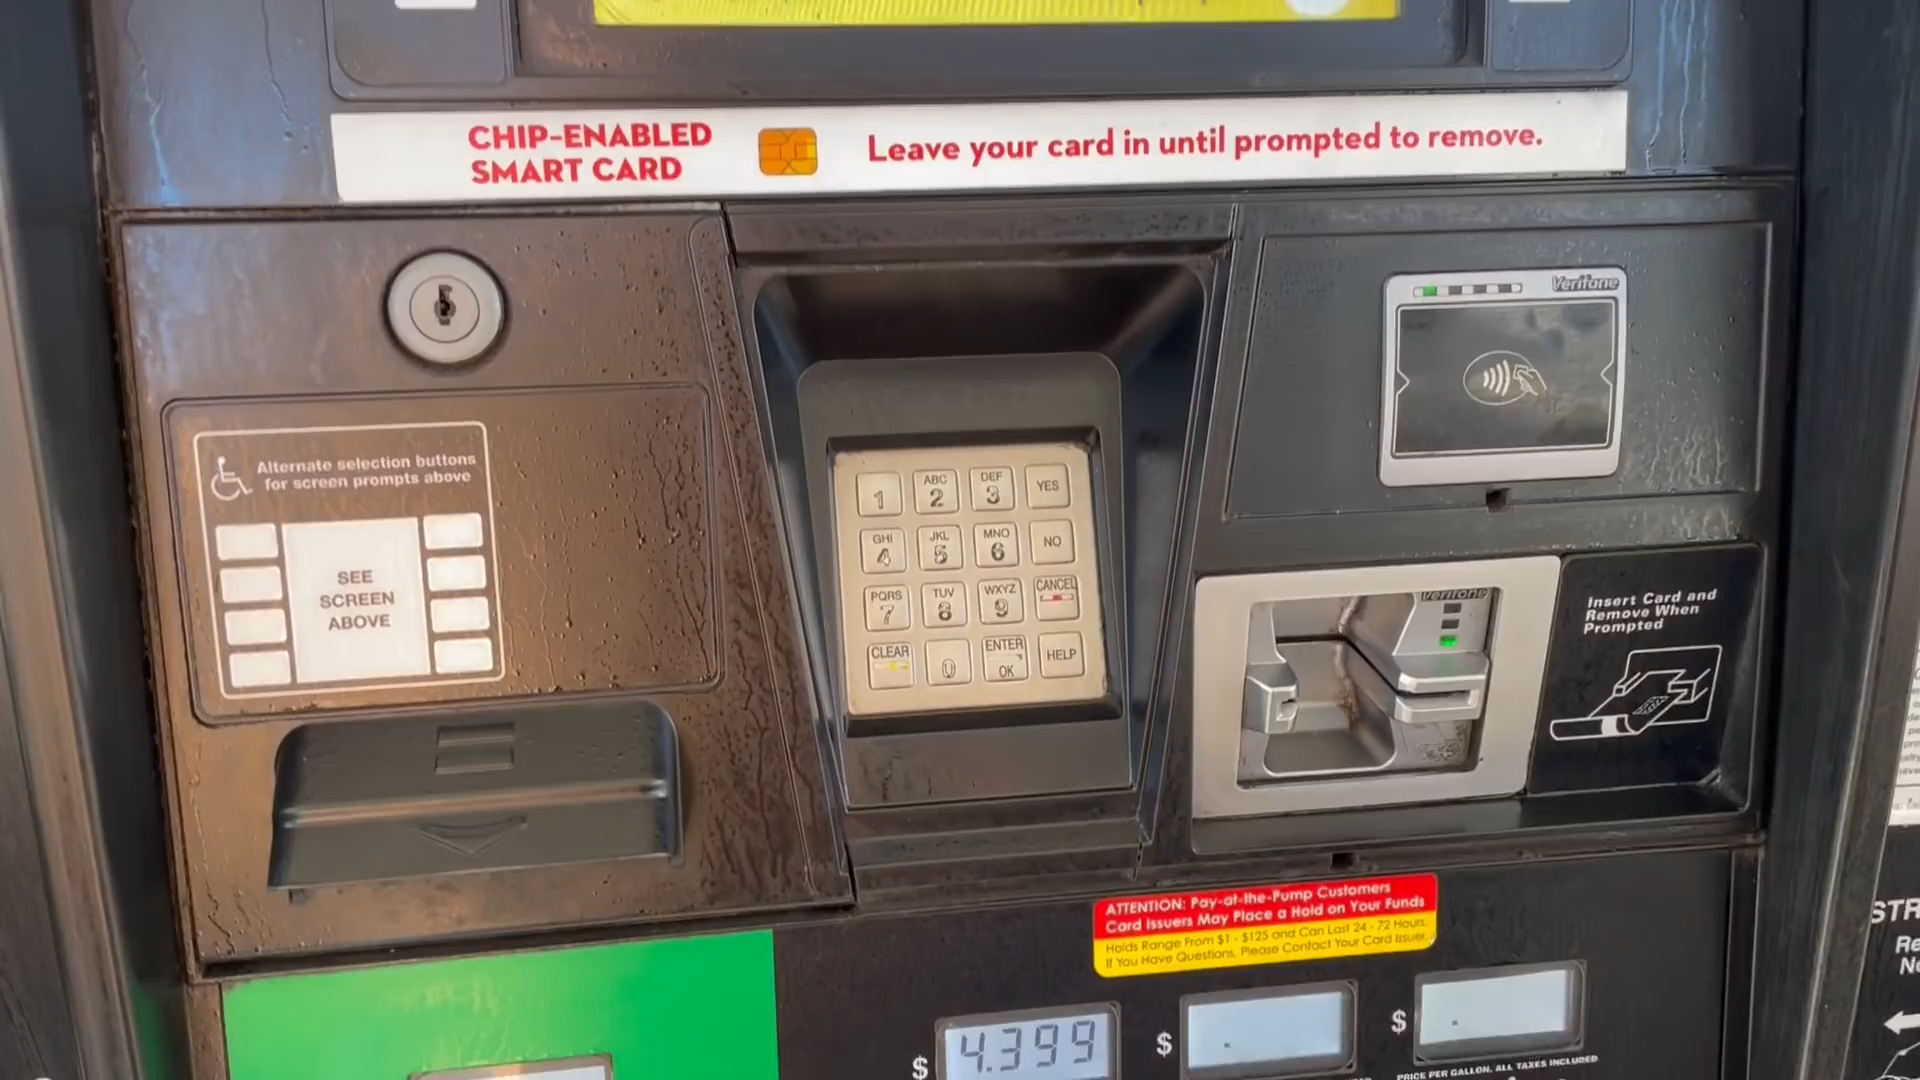 CHIP-ENABLED
SMART CARD
Leave your card in until prompted to remove.
Verifone
Alternate selection buttons
for screen prompts above
SEE
SCREEN
ABOVE
1
ABC
2
DEF
3
YES
GHI
4
JKL
5
MNO
6
NO
PQRS
7
TUV
8
WXYZ
9
CANCEL
CLEAR
0
ENTER
OK
HELP
Verifone
Insert Card and
Remove When
Prompted
ATTENTION: Pay-at-the-Pump Customers
Card Issuers May Place a Hold on Your Funds
Holds Range From $1 - $125 and Can Last 24 - 72 Hours.
If You Have Questions, Please Contact Your Card Issuer.
$ 4.399
$ .
$ .
PRICE PER GALLON, ALL TAXES INCLUDED